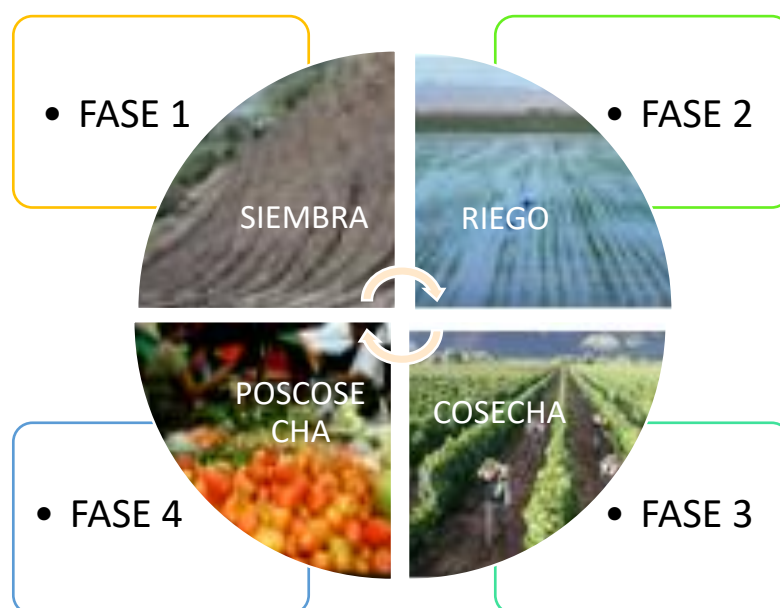 • FASE 1
• FASE 2
SIEMBRA
RIEGO
POSCOSE
CHA
COSECHA
• FASE 4
• FASE 3